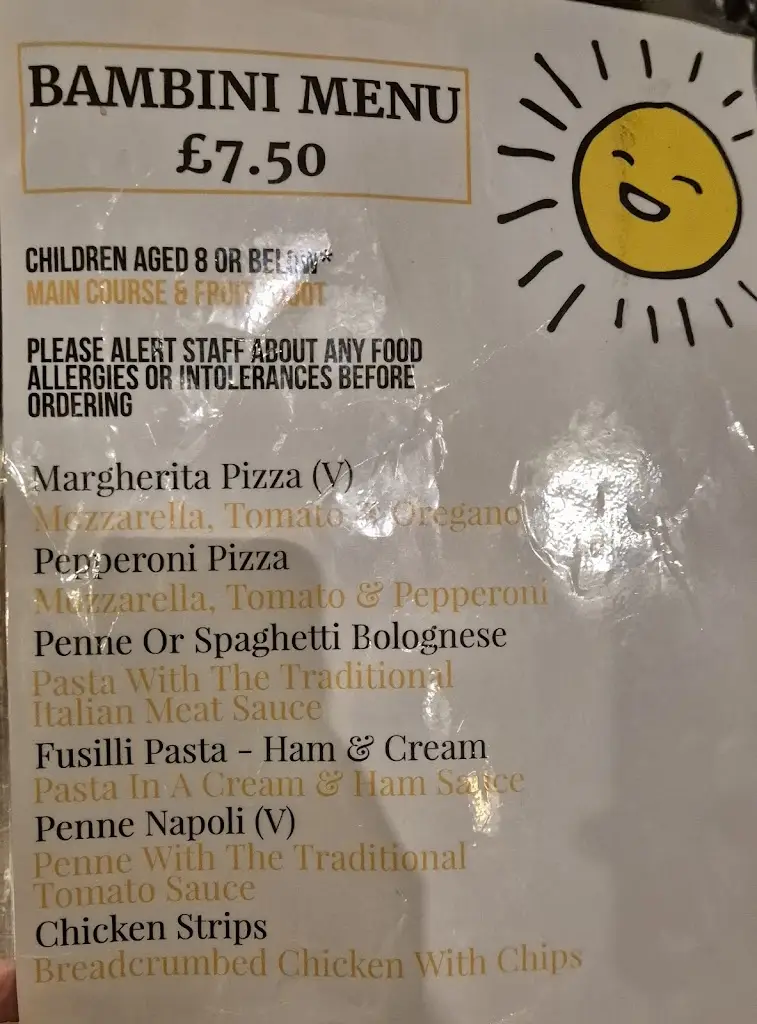 BAMBINI MENU
£7.50
CHILDREN AGED 8 OR BELOW*
MAIN COURSE & FRUIT
PLEASE ALERT STAFF ABOUT ANY FOOD
ALLERGIES OR INTOLERANCES BEFORE
ORDERING
Margherita Pizza (V)
Mozzarella, Tomato & Oregano
Pepperoni Pizza
Mozzarella, Tomato & Pepperoni
Penne Or Spaghetti Bolognese
Pasta With The Traditional
Italian Meat Sauce
Fusilli Pasta - Ham & Cream
Pasta In A Cream & Ham Sauce
Penne Napoli (V)
Penne With The Traditional
Tomato Sauce
Chicken Strips
Breadcrumbed Chicken With Chips